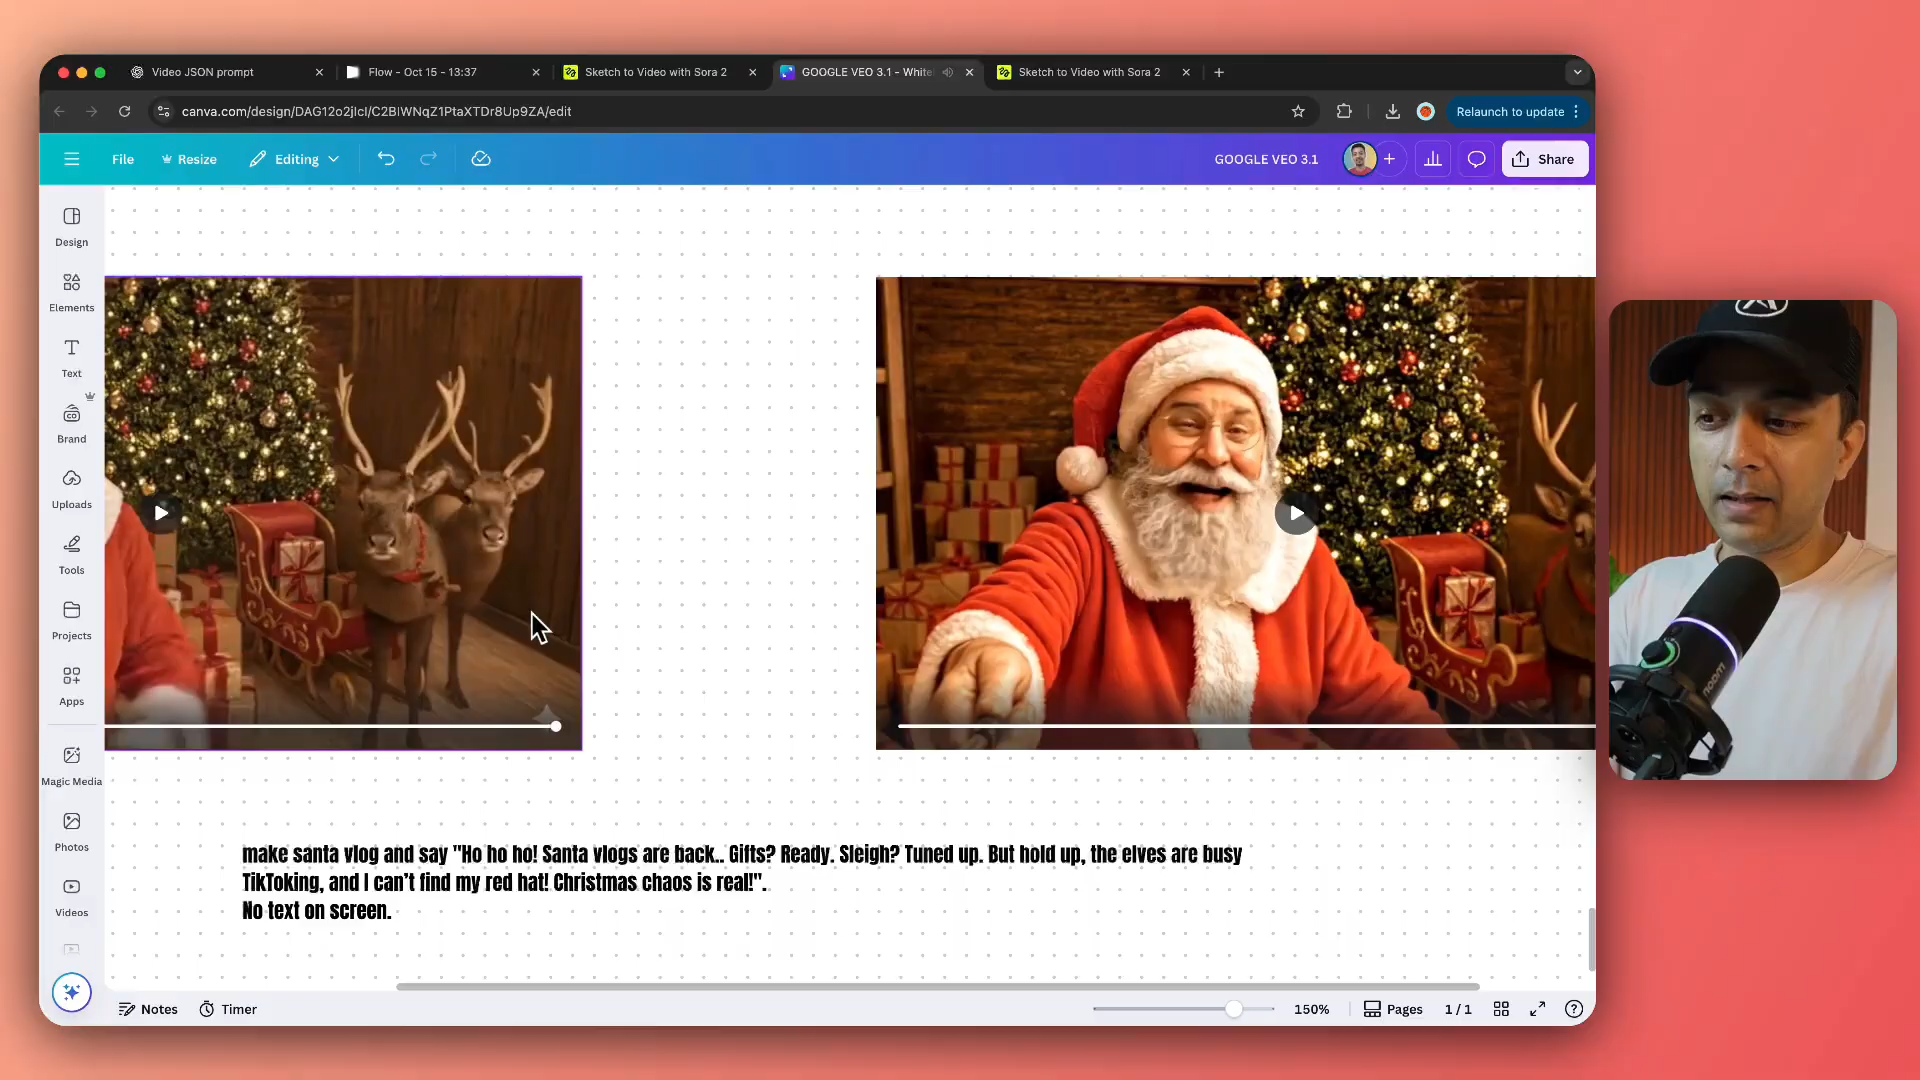 Video JSON prompt
Flow - Oct 15 - 13:37
Sketch to Video with Sora 2
GOOGLE VEO 3.1 - White
Sketch to Video with Sora 2
canva.com/design/DAG12o2jIcI/C2BIWNqZ1PtaXTDr8Up9ZA/edit
Relaunch to update
File
Resize
Editing
GOOGLE VEO 3.1
Share
Design
Elements
Text
Brand
Uploads
Tools
Projects
Apps
Magic Media
Photos
Videos
make santa vlog and say "Ho ho ho! Santa vlogs are back.. Gifts? Ready. Sleigh? Tuned up. But hold up, the elves are busy
TikToking, and I can't find my red hat! Christmas chaos is real!".
No text on screen.
Notes
Timer
150%
Pages
1 / 1